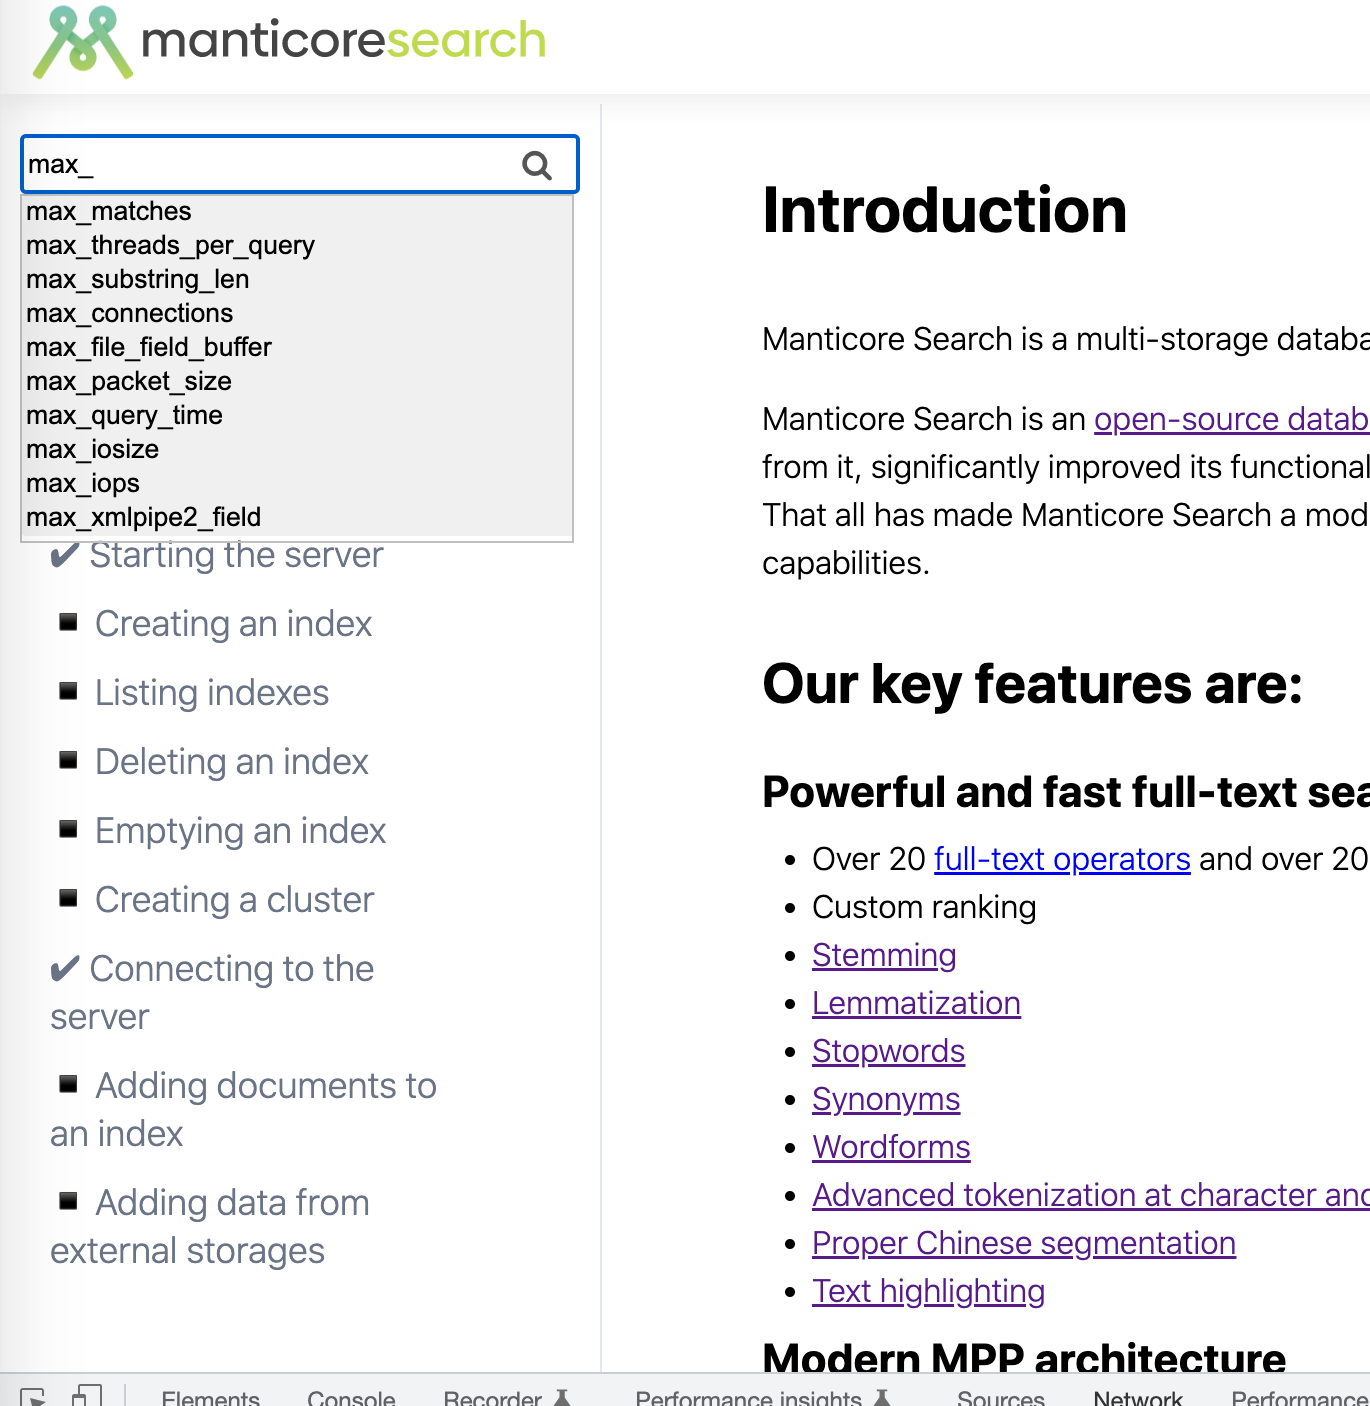 manticoresearch
max_
max_matches
max_threads_per_query
max_substring_len
max_connections
max_file_field_buffer
max_packet_size
max_query_time
max_iosize
max_iops
max_xmlpipe2_field
✔ Starting the server
Creating an index
Listing indexes
Deleting an index
Emptying an index
Creating a cluster
✔ Connecting to the
server
Adding documents to
an index
Adding data from
external storages
Introduction
Manticore Search is a multi-storage databa
Manticore Search is an open-source datab
from it, significantly improved its functional
That all has made Manticore Search a mod
capabilities.
Our key features are:
Powerful and fast full-text sea
Over 20 full-text operators and over 20
Custom ranking
Stemming
Lemmatization
Stopwords
Synonyms
Wordforms
Advanced tokenization at character and
Proper Chinese segmentation
Text highlighting
Modern MPP architecture
Elements Console Recorder Performance insights Sources Network Performance